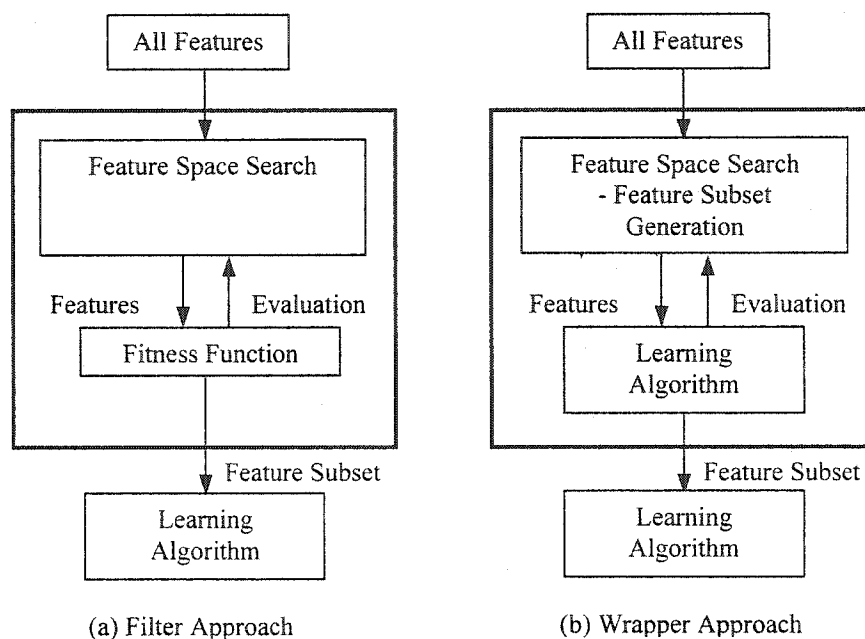 All Features
Feature Space Search
Features
Evaluation
Fitness Function
Feature Subset
Learning
Algorithm
(a) Filter Approach
All Features
Feature Space Search
- Feature Subset
Generation
Features
Evaluation
Learning
Algorithm
Feature Subset
Learning
Algorithm
(b) Wrapper Approach